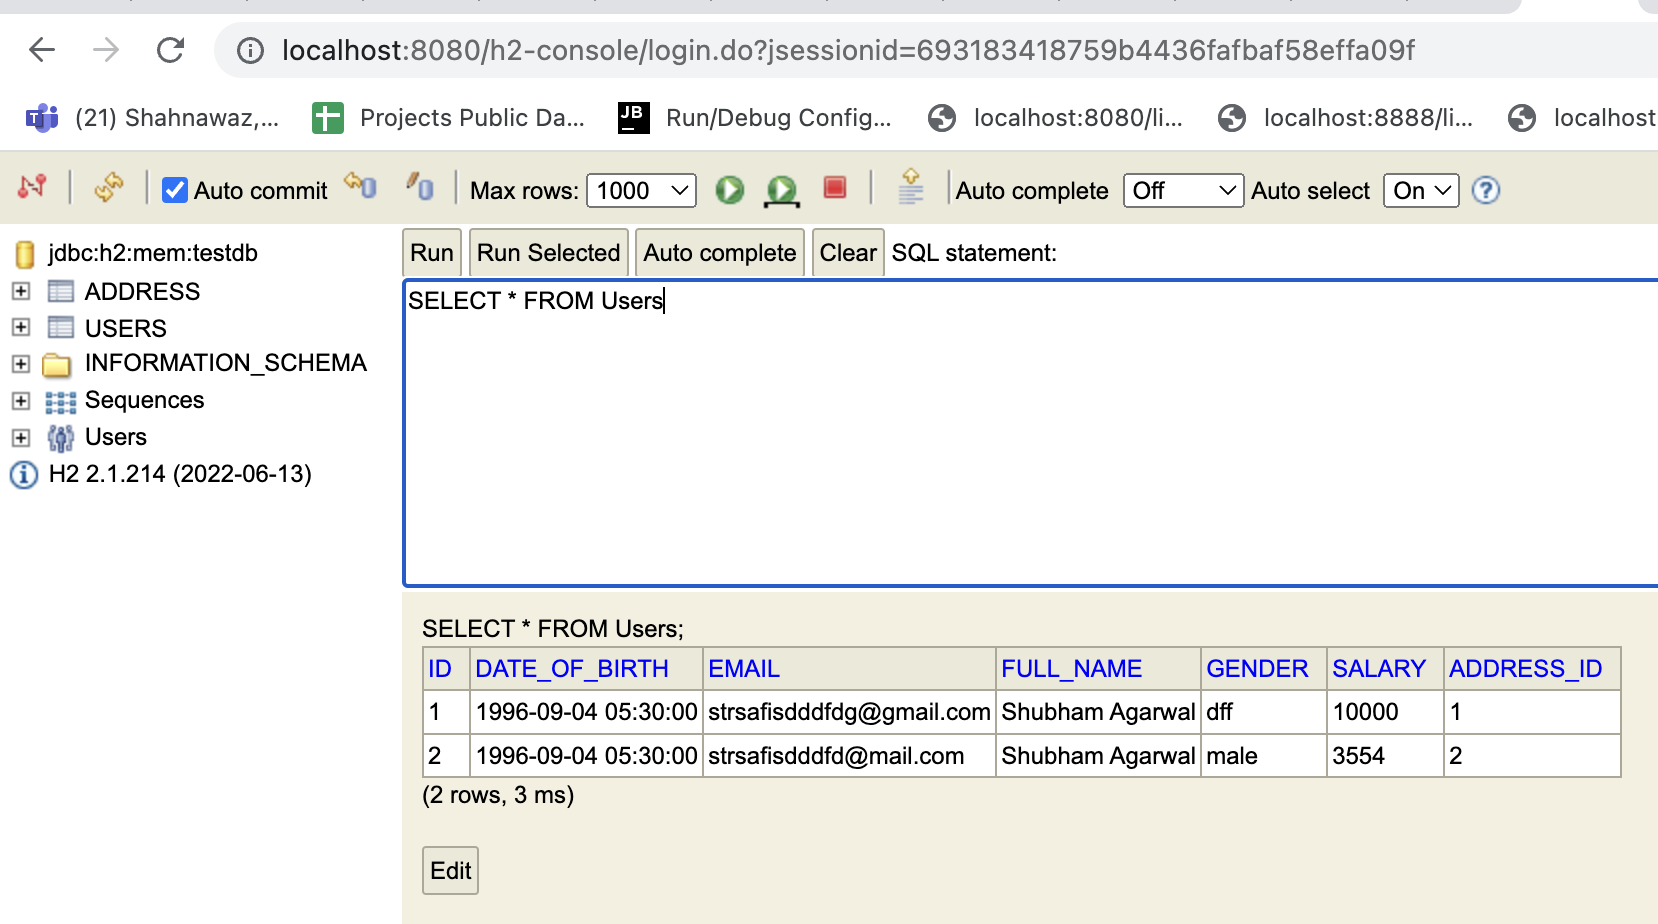 localhost:8080/h2-console/login.do?jsessionid=693183418759b4436fafbaf58effa09f
(21) Shahnawaz,... Projects Public Da... JB Run/Debug Config... localhost:8080/li... localhost:8888/li... localhost
Auto commit Max rows: 1000 Auto complete Off Auto select On
jdbc:h2:mem:testdb
ADDRESS
USERS
INFORMATION_SCHEMA
Sequences
Users
H2 2.1.214 (2022-06-13)
Run Run Selected Auto complete Clear SQL statement:
SELECT * FROM Users
SELECT * FROM Users;
ID DATE_OF_BIRTH EMAIL FULL_NAME GENDER SALARY ADDRESS_ID
1 1996-09-04 05:30:00 strsafisdddfdg@gmail.com Shubham Agarwal dff 10000 1
2 1996-09-04 05:30:00 strsafisdddfd@mail.com Shubham Agarwal male 3554 2
(2 rows, 3 ms)
Edit